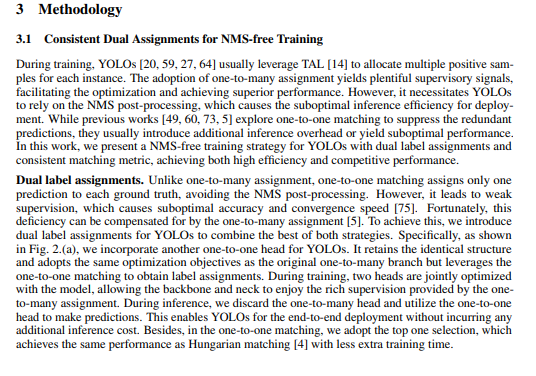 3 Methodology
3.1 Consistent Dual Assignments for NMS-free Training
During training, YOLOs [20, 59, 27, 64] usually leverage TAL [14] to allocate multiple positive sam-
ples for each instance. The adoption of one-to-many assignment yields plentiful supervisory signals,
facilitating the optimization and achieving superior performance. However, it necessitates YOLOs
to rely on the NMS post-processing, which causes the suboptimal inference efficiency for deploy-
ment. While previous works [49, 60, 73, 5] explore one-to-one matching to suppress the redundant
predictions, they usually introduce additional inference overhead or yield suboptimal performance.
In this work, we present a NMS-free training strategy for YOLOs with dual label assignments and
consistent matching metric, achieving both high efficiency and competitive performance.
Dual label assignments. Unlike one-to-many assignment, one-to-one matching assigns only one
prediction to each ground truth, avoiding the NMS post-processing. However, it leads to weak
supervision, which causes suboptimal accuracy and convergence speed [75]. Fortunately, this
deficiency can be compensated for by the one-to-many assignment [5]. To achieve this, we introduce
dual label assignments for YOLOs to combine the best of both strategies. Specifically, as shown
in Fig. 2.(a), we incorporate another one-to-one head for YOLOs. It retains the identical structure
and adopts the same optimization objectives as the original one-to-many branch but leverages the
one-to-one matching to obtain label assignments. During training, two heads are jointly optimized
with the model, allowing the backbone and neck to enjoy the rich supervision provided by the one-
to-many assignment. During inference, we discard the one-to-many head and utilize the one-to-one
head to make predictions. This enables YOLOs for the end-to-end deployment without incurring any
additional inference cost. Besides, in the one-to-one matching, we adopt the top one selection, which
achieves the same performance as Hungarian matching [4] with less extra training time.